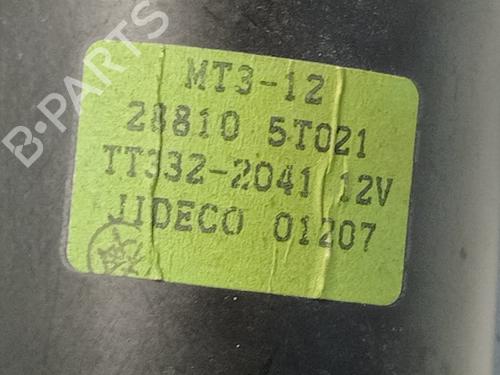 B-PARTS
MT3-12
28810 5T021
TT332-2041 12V
JIDECO 01207